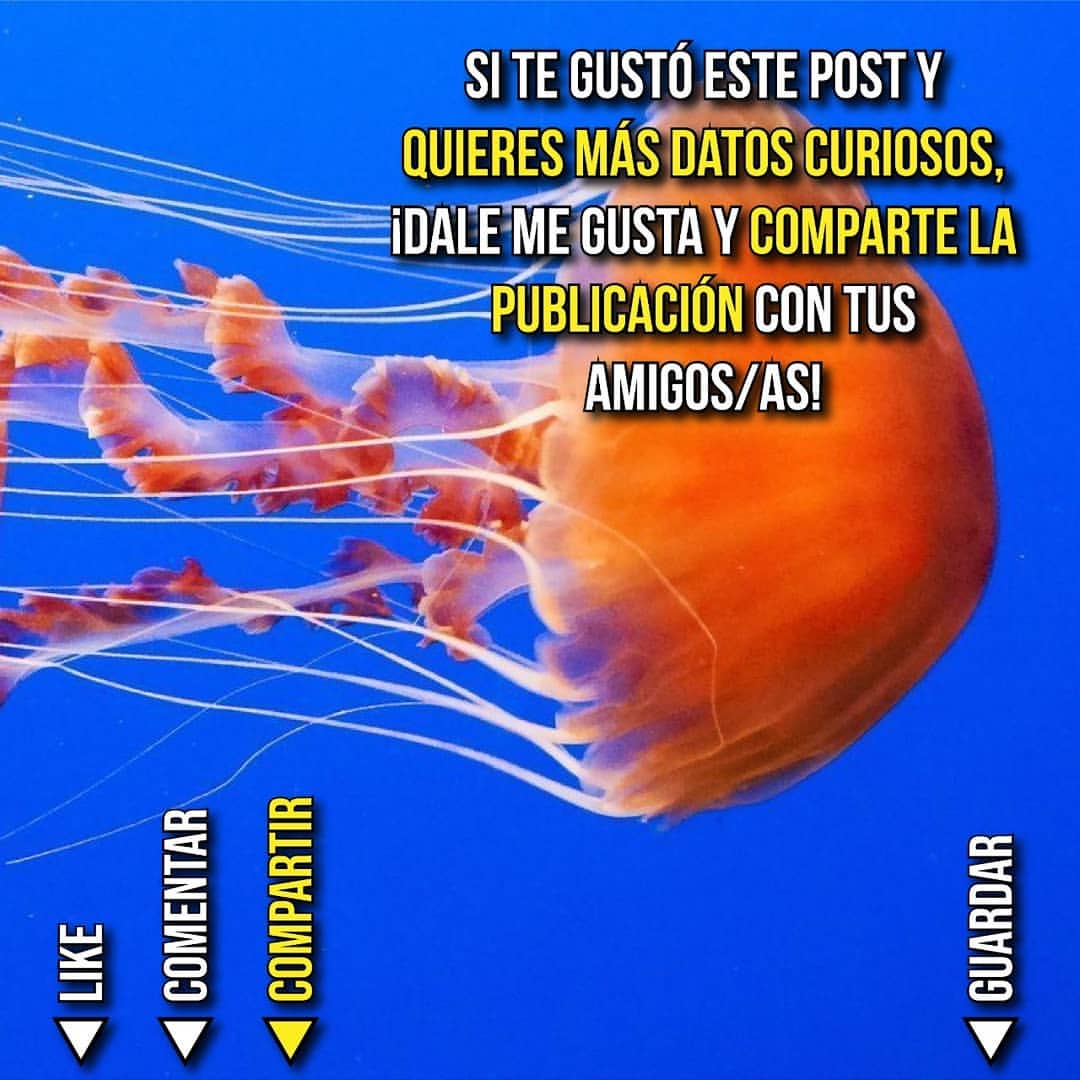 SI TE GUSTÓ ESTE POST Y
QUIERES MÁS DATOS CURIOSOS,
¡DALE ME GUSTA Y COMPARTE LA
PUBLICACIÓN CON TUS
AMIGOS/AS!
LIKE
COMENTAR
COMPARTIR
GUARDAR